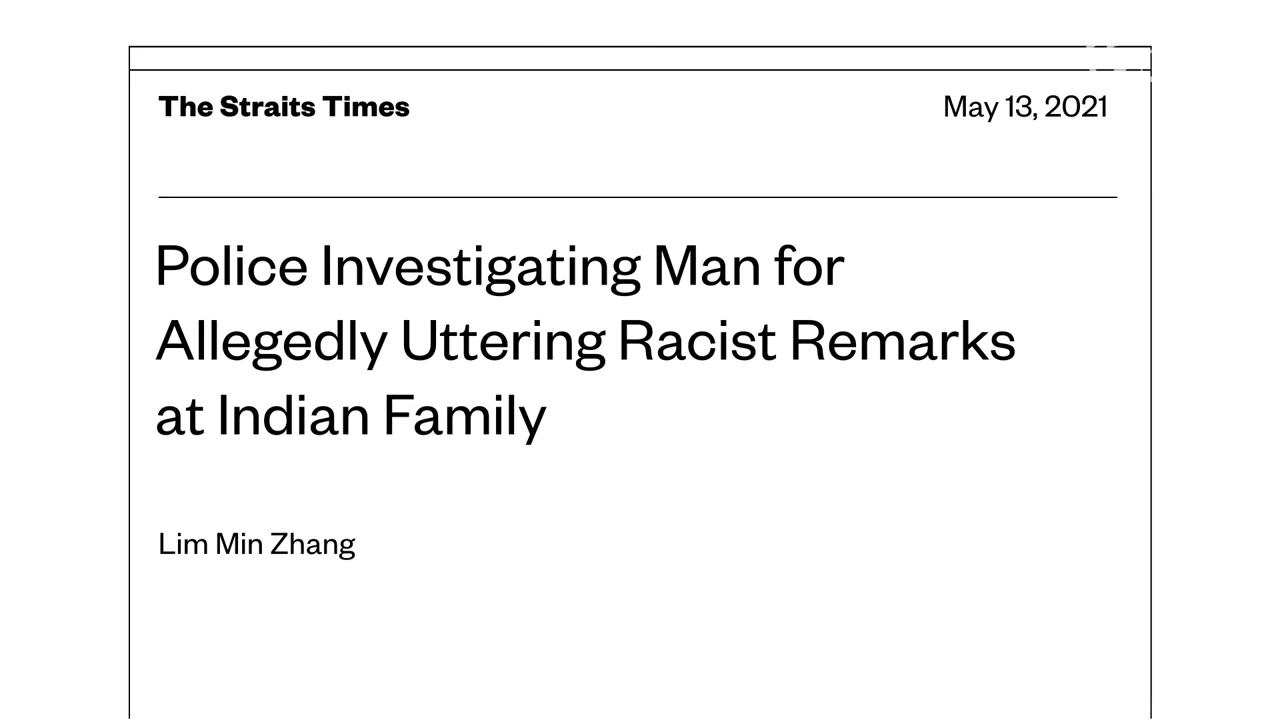 The Straits Times
May 13, 2021
Police Investigating Man for
Allegedly Uttering Racist Remarks
at Indian Family
Lim Min Zhang